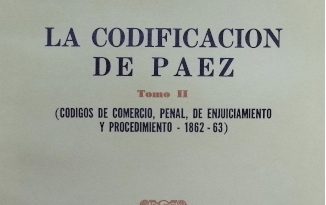 LA CODIFICACION
DE PAEZ
Tomo II
(CODIGOS DE COMERCIO, PENAL, DE ENJUICIAMIENTO
Y PROCEDIMIENTO - 1862-63)